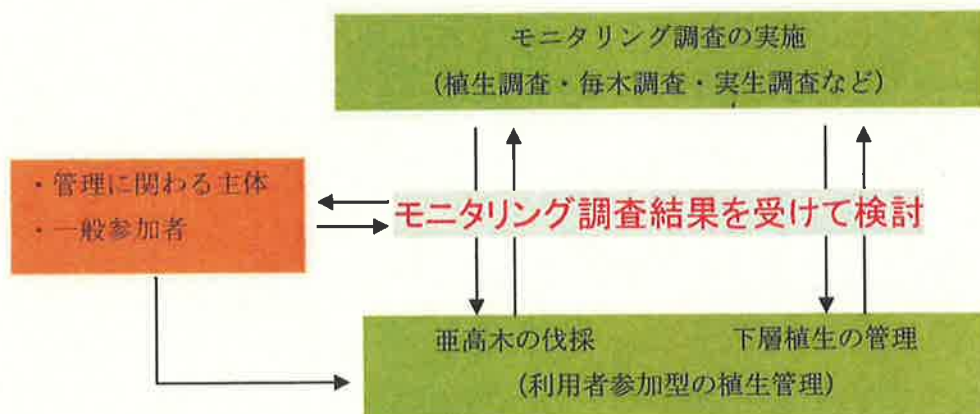 モニタリング調査の実施
(植生調査・毎木調査・実生調査など)
・管理に関わる主体
・一般参加者
モニタリング調査結果を受けて検討
亜高木の伐採 下層植生の管理
(利用者参加型の植生管理)